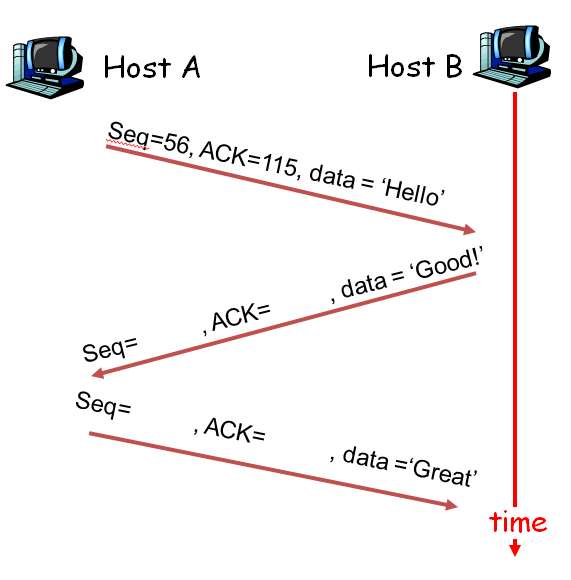 Host A
Host B
Seq=56, ACK=115, data = ‘Hello’
Seq= , ACK= , data = ‘Good!’
Seq= , ACK= , data =‘Great’
time